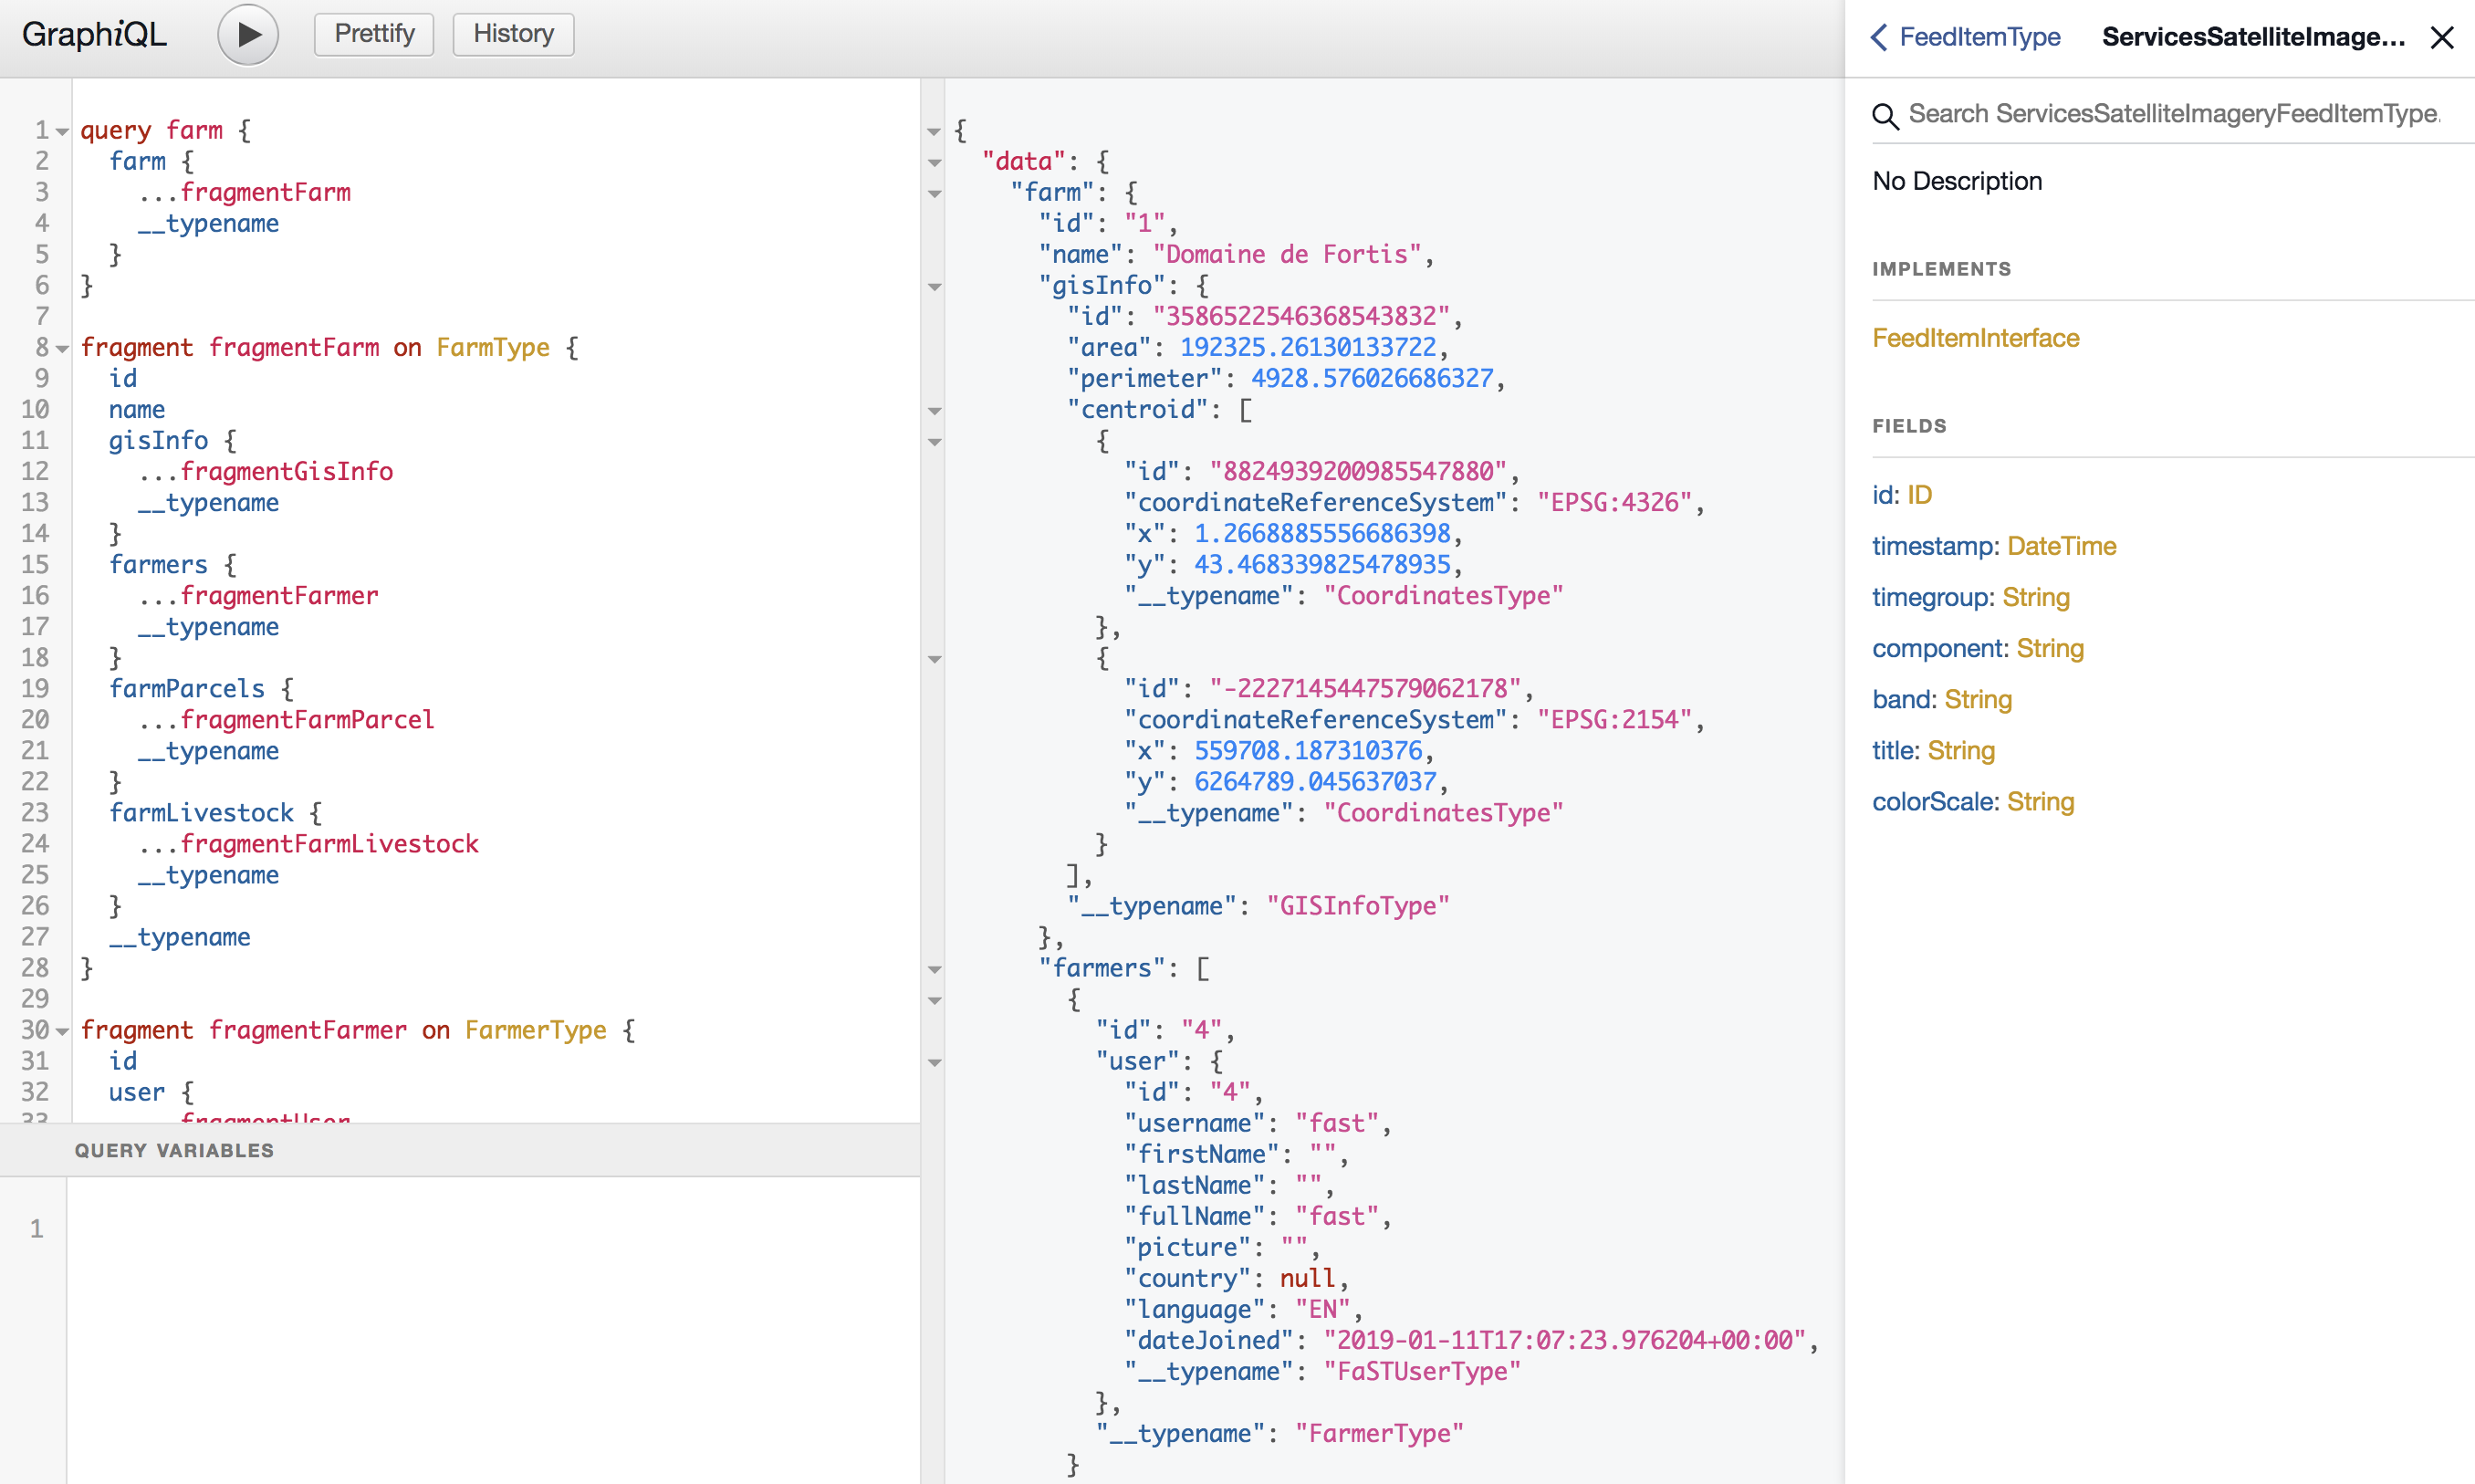 GraphiQL
Prettify
History
1 query farm {
2 farm {
3 ...fragmentFarm
4 __typename
5 }
6 }
7
8 fragment fragmentFarm on FarmType {
9 id
10 name
11 gisInfo {
12 ...fragmentGisInfo
13 __typename
14 }
15 farmers {
16 ...fragmentFarmer
17 __typename
18 }
19 farmParcels {
20 ...fragmentFarmParcel
21 __typename
22 }
23 farmLivestock {
24 ...fragmentFarmLivestock
25 __typename
26 }
27 __typename
28 }
29
30 fragment fragmentFarmer on FarmerType {
31 id
32 user {
33 fragmentUser
QUERY VARIABLES
1
{
"data": {
"farm": {
"id": "1",
"name": "Domaine de Fortis",
"gisInfo": {
"id": "3586522546368543832",
"area": 192325.26130133722,
"perimeter": 4928.576026686327,
"centroid": [
{
"id": "8824939200985547880",
"coordinateReferenceSystem": "EPSG:4326",
"x": 1.2668885556686398,
"y": 43.468339825478935,
"__typename": "CoordinatesType"
},
{
"id": "-2227145447579062178",
"coordinateReferenceSystem": "EPSG:2154",
"x": 559708.187310376,
"y": 6264789.045637037,
"__typename": "CoordinatesType"
}
],
"__typename": "GISInfoType"
},
"farmers": [
{
"id": "4",
"user": {
"id": "4",
"username": "fast",
"firstName": "",
"lastName": "",
"fullName": "fast",
"picture": "",
"country": null,
"language": "EN",
"dateJoined": "2019-01-11T17:07:23.976204+00:00",
"__typename": "FaSTUserType"
},
"__typename": "FarmerType"
}
FeedItemType
ServicesSatelliteImage...
Search ServicesSatelliteImageryFeedItemType.
No Description
IMPLEMENTS
FeedItemInterface
FIELDS
id: ID
timestamp: DateTime
timegroup: String
component: String
band: String
title: String
colorScale: String